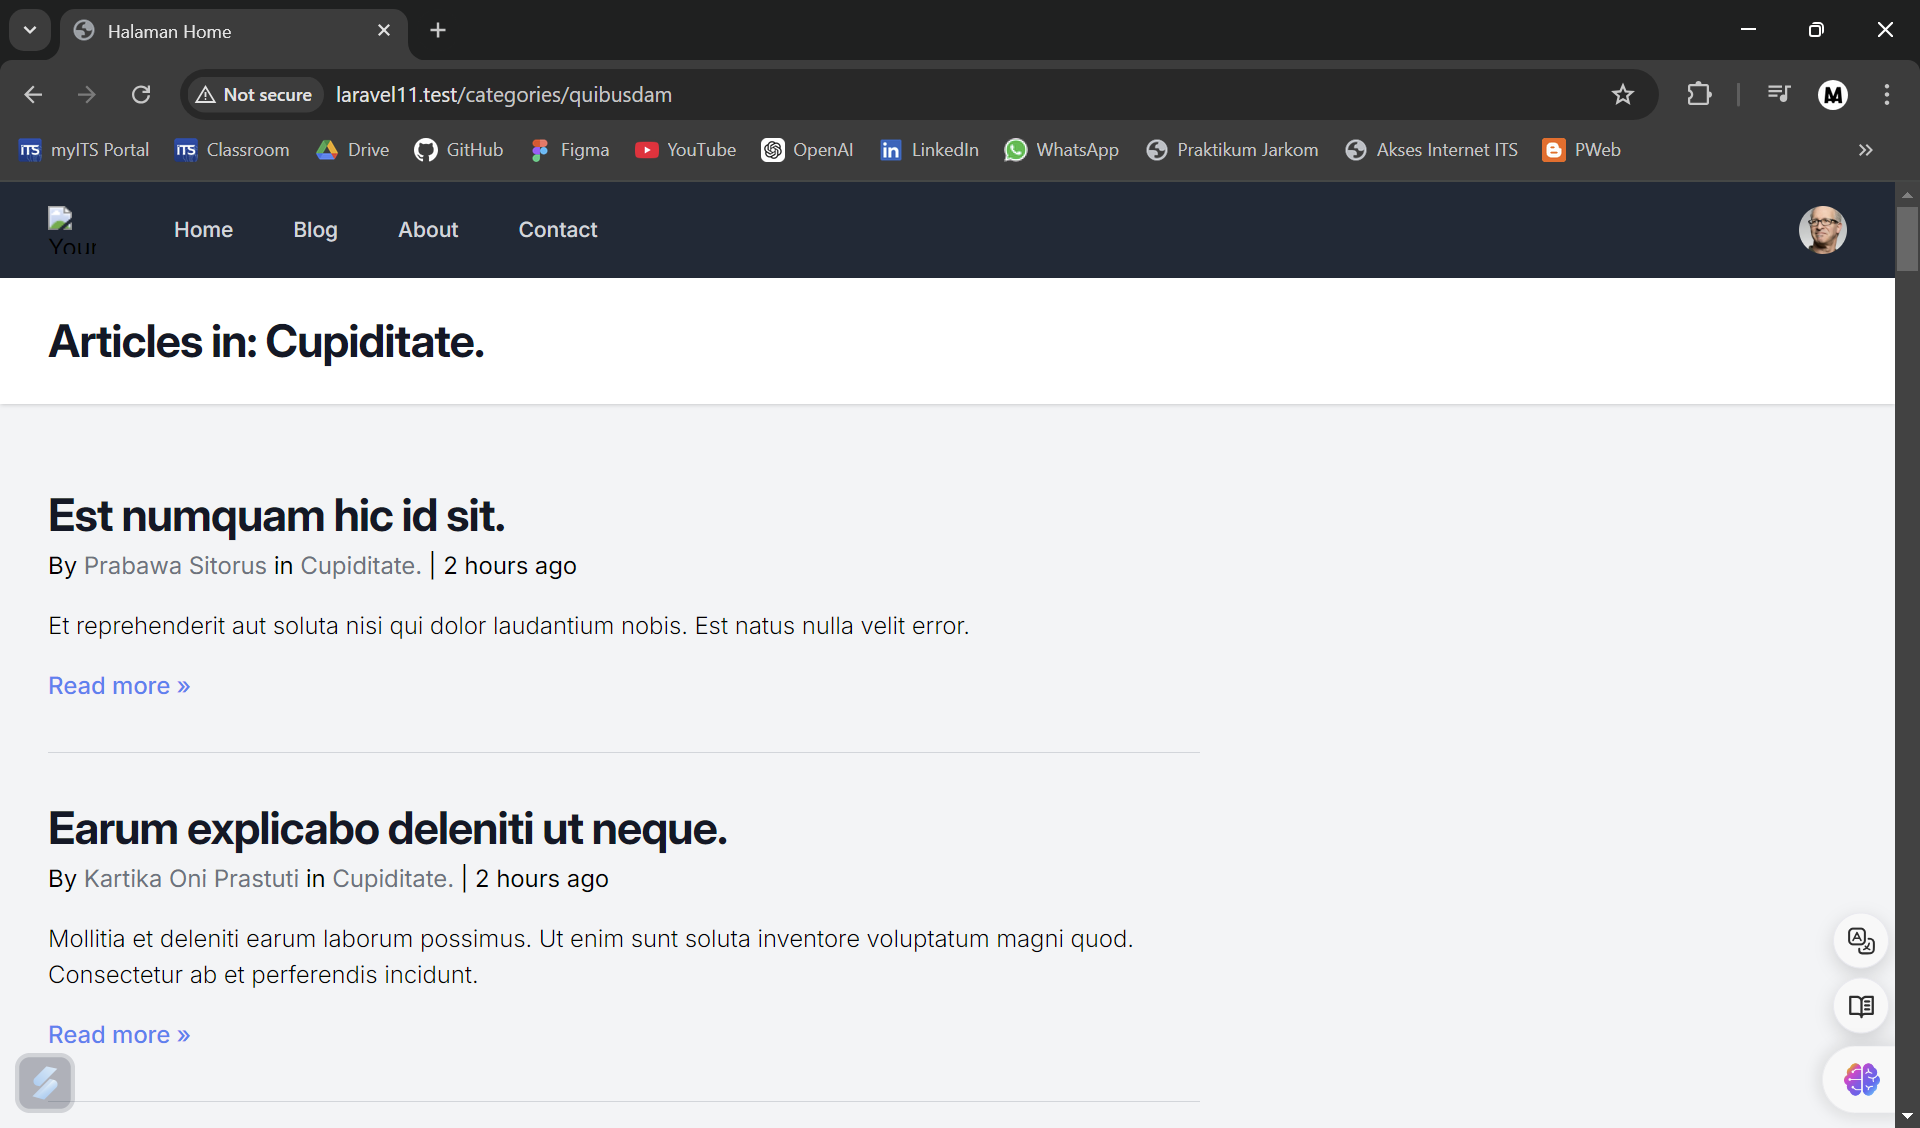 Halaman Home
Not secure laravel11.test/categories/quibusdam
myITS Portal Classroom Drive GitHub Figma YouTube OpenAI LinkedIn WhatsApp Praktikum Jarkom Akses Internet ITS PWeb
Your Home Blog About Contact
Articles in: Cupiditate.
Est numquam hic id sit.
By Prabawa Sitorus in Cupiditate. | 2 hours ago
Et reprehenderit aut soluta nisi qui dolor laudantium nobis. Est natus nulla velit error.
Read more »
Earum explicabo deleniti ut neque.
By Kartika Oni Prastuti in Cupiditate. | 2 hours ago
Mollitia et deleniti earum laborum possimus. Ut enim sunt soluta inventore voluptatum magni quod.
Consectetur ab et perferendis incidunt.
Read more »